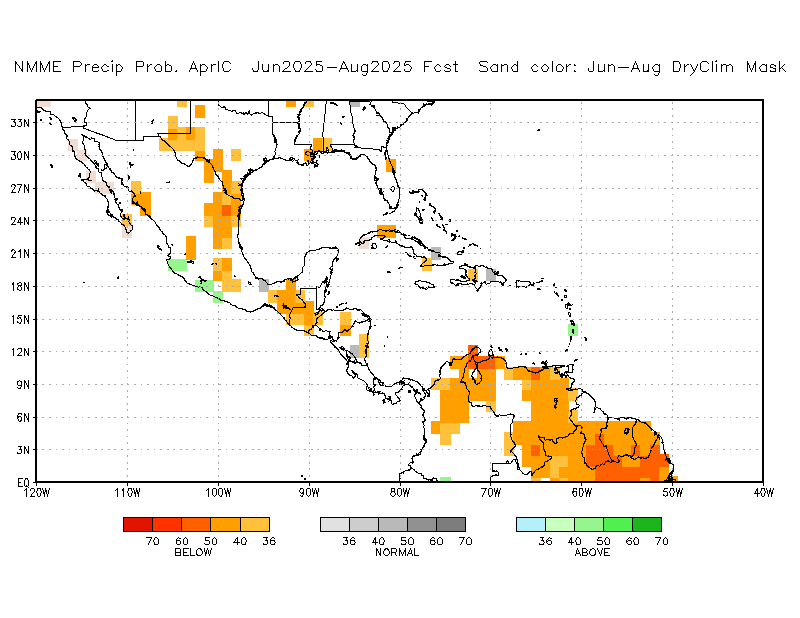 NMME Precip Prob. AprIC Jun2025-Aug2025 Fcst Sand color: Jun-Aug DryClim Mask
33N
30N
27N
24N
21N
18N
15N
12N
9N
6N
3N
EQ
120W 110W 100W 90W 80W 70W 60W 50W 40W
70 60 50 40 36 36 40 50 60 70 36 40 50 60 70
BELOW NORMAL ABOVE